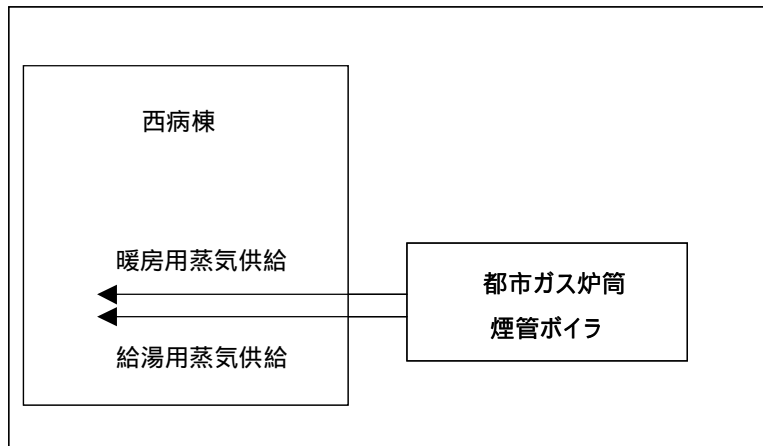 西病棟
暖房用蒸気供給
給湯用蒸気供給
都市ガス炉筒
煙管ボイラ